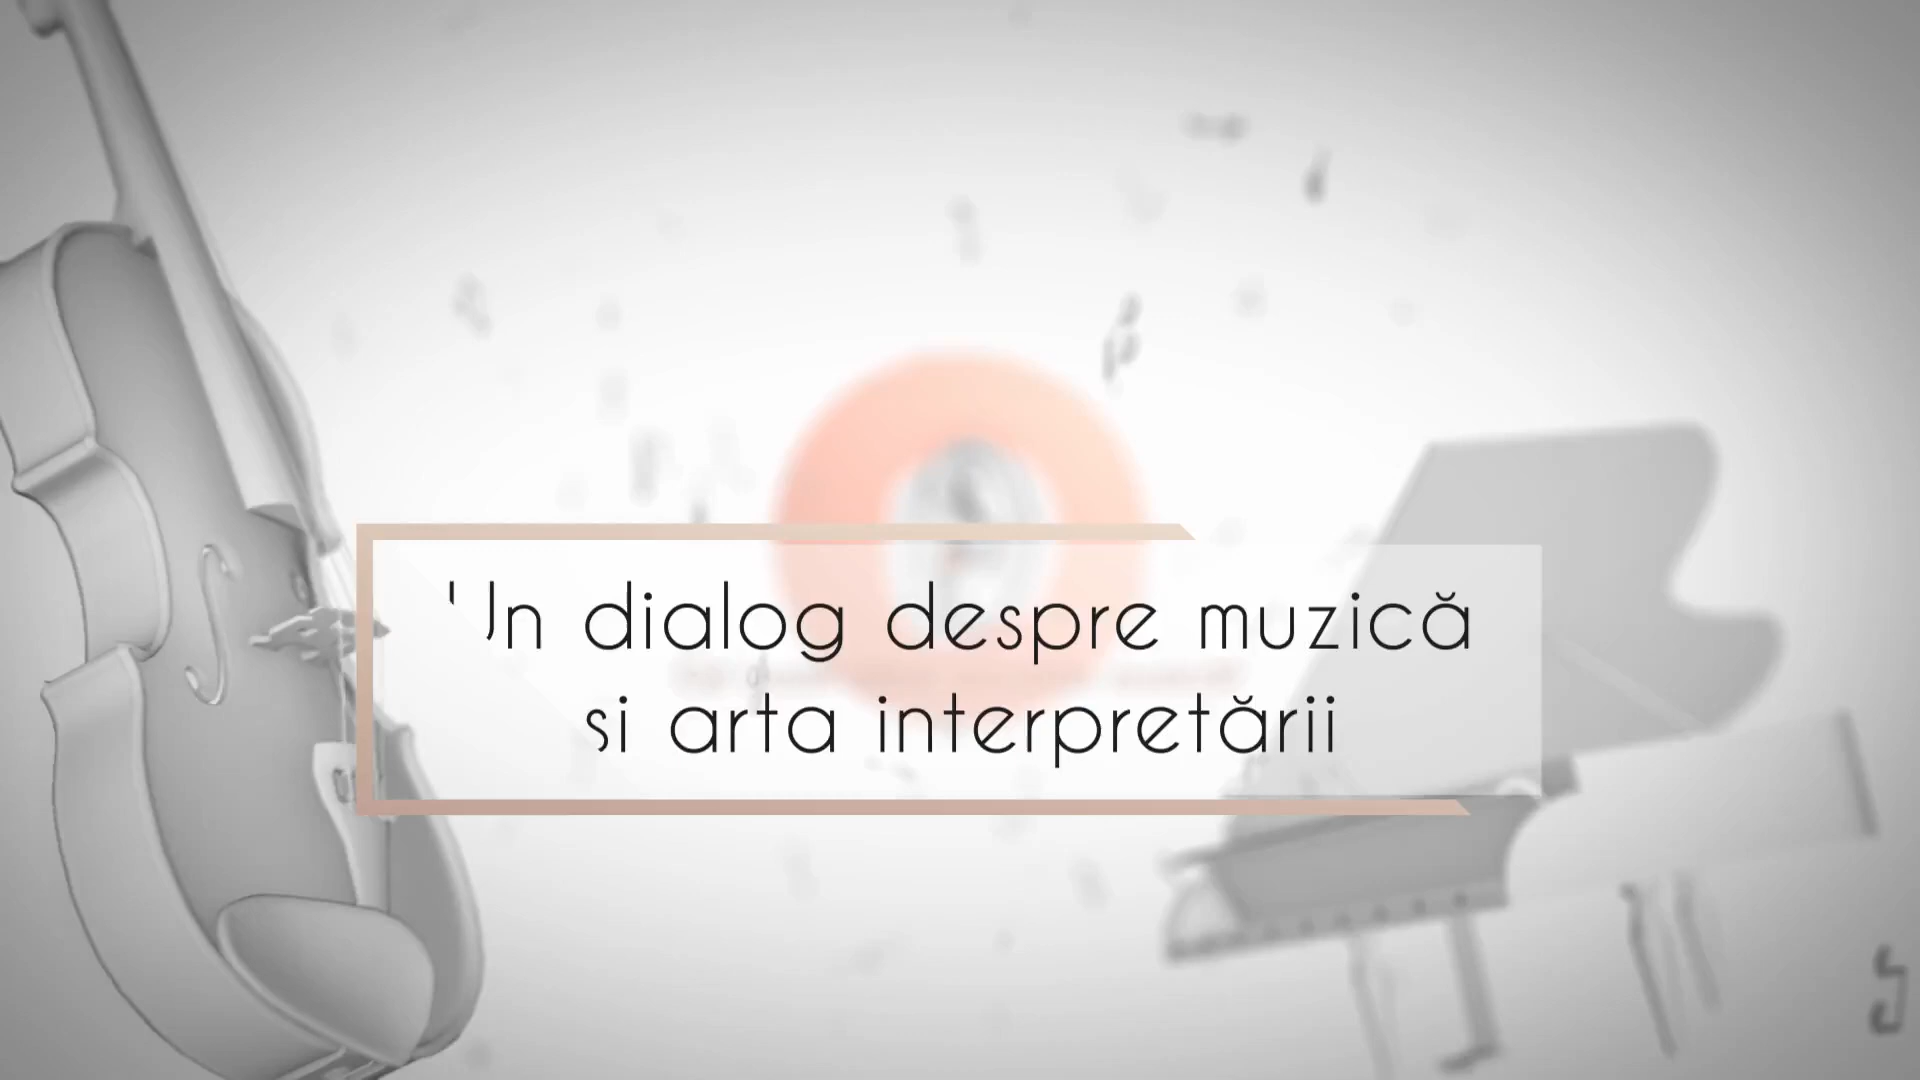 Un dialog despre muzică
si arta interpretării